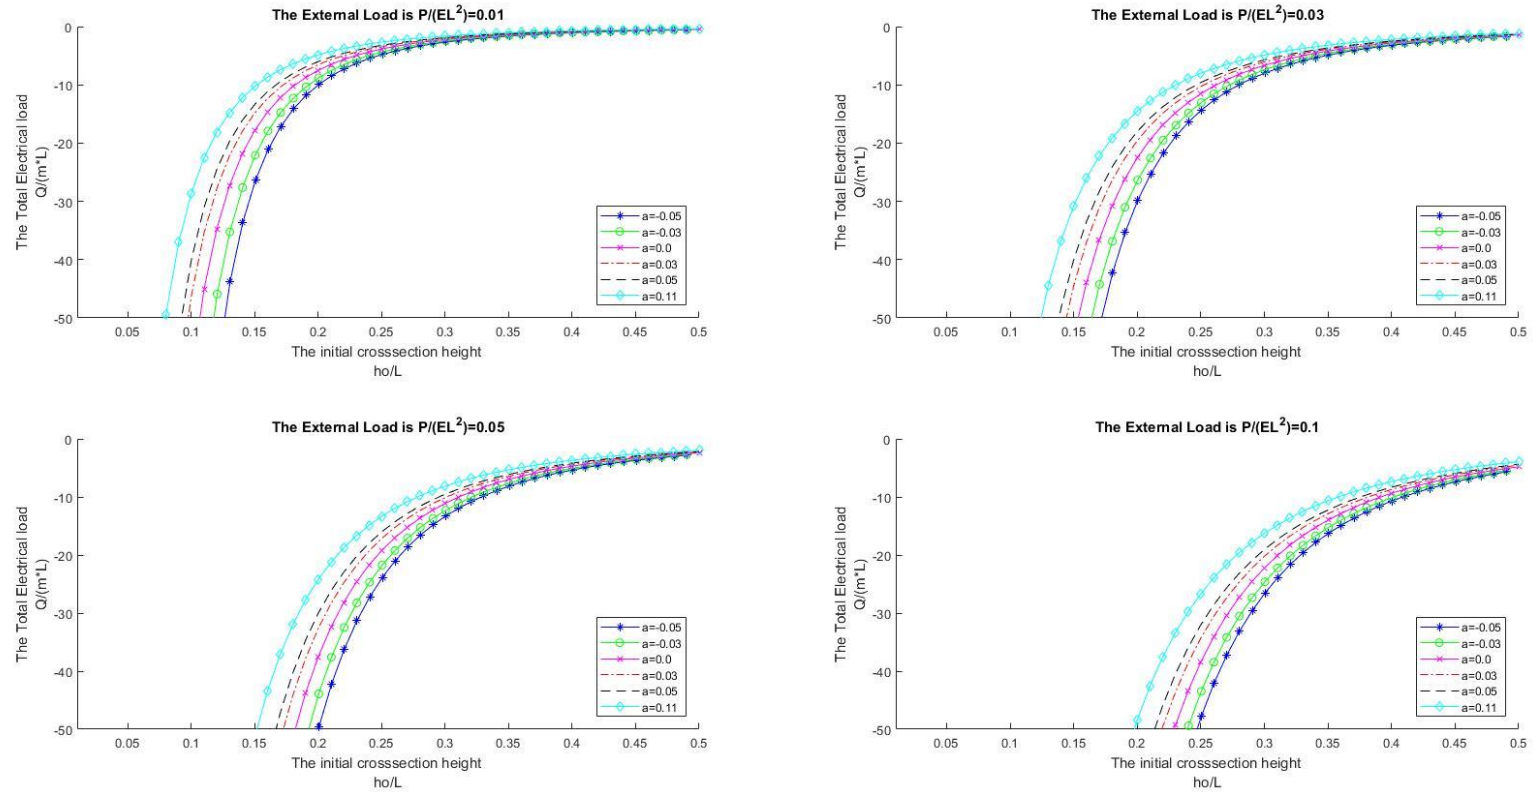 The External Load is P/(EL²)=0.01
The Total Electrical load
Q/(m*L)
0
-10
-20
-30
-40
-50
0.05 0.1 0.15 0.2 0.25 0.3 0.35 0.4 0.45 0.5
The initial crosssection height
ho/L
a=-0.05
a=-0.03
a=0.0
a=0.03
a=0.05
a=0.11
The External Load is P/(EL²)=0.03
The Total Electrical load
Q/(m*L)
0
-10
-20
-30
-40
-50
0.05 0.1 0.15 0.2 0.25 0.3 0.35 0.4 0.45 0.5
The initial crosssection height
ho/L
a=-0.05
a=-0.03
a=0.0
a=0.03
a=0.05
a=0.11
The External Load is P/(EL²)=0.05
The Total Electrical load
Q/(m*L)
0
-10
-20
-30
-40
-50
0.05 0.1 0.15 0.2 0.25 0.3 0.35 0.4 0.45 0.5
The initial crosssection height
ho/L
a=-0.05
a=-0.03
a=0.0
a=0.03
a=0.05
a=0.11
The External Load is P/(EL²)=0.1
The Total Electrical load
Q/(m*L)
0
-10
-20
-30
-40
-50
0.05 0.1 0.15 0.2 0.25 0.3 0.35 0.4 0.45 0.5
The initial crosssection height
ho/L
a=-0.05
a=-0.03
a=0.0
a=0.03
a=0.05
a=0.11